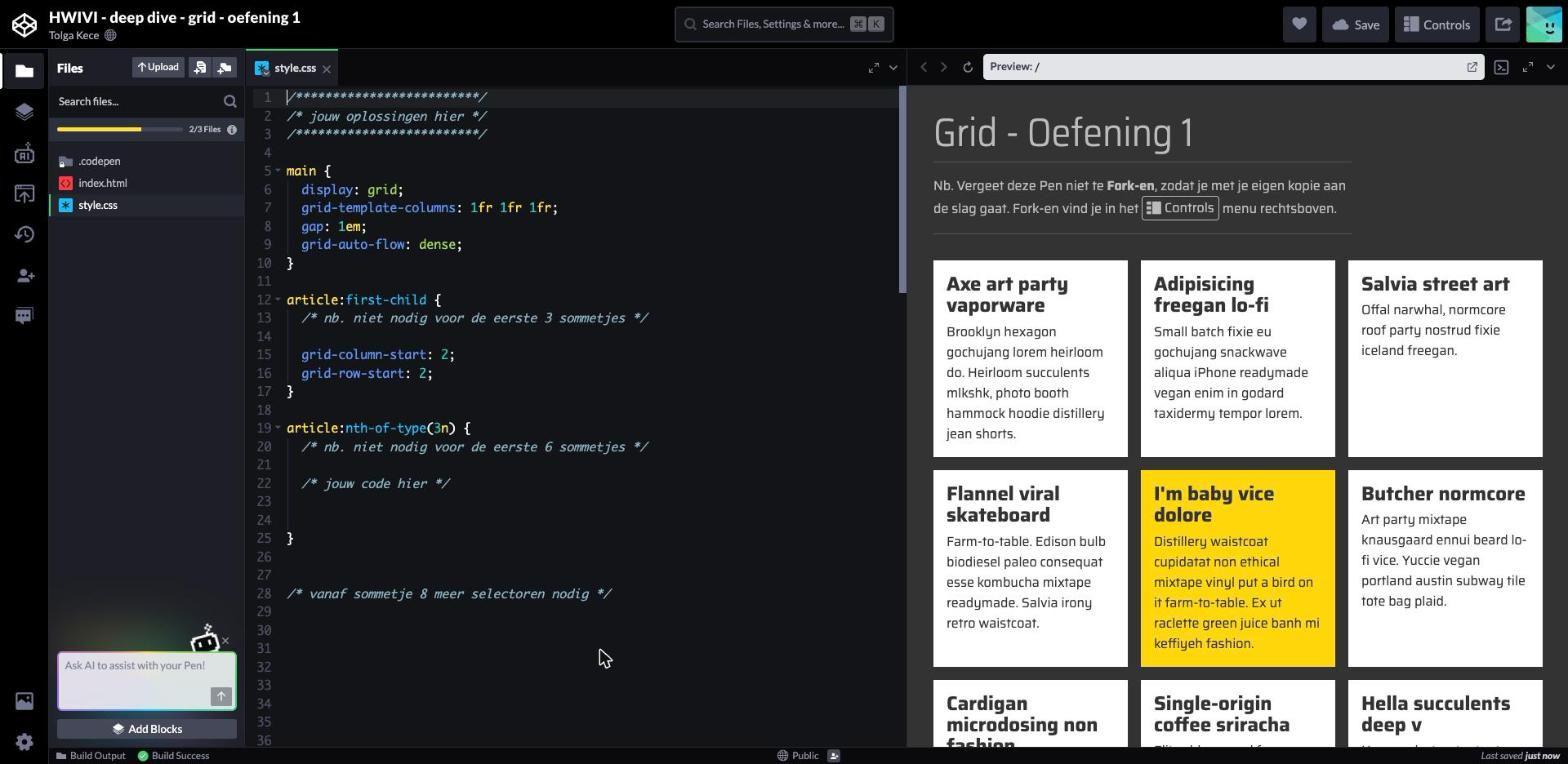 HWIVI - deep dive - grid - oefening 1
Tolga Kece
Search Files, Settings & more... ⌘ K
Save
Controls
Files
Upload
Search files...
2/3 Files
.codepen
index.html
style.css
Ask AI to assist with your Pen!
Add Blocks
style.css
1 /*************************/
2 /* jouw oplossingen hier */
3 /*************************/
4
5 main {
6 display: grid;
7 grid-template-columns: 1fr 1fr 1fr;
8 gap: 1em;
9 grid-auto-flow: dense;
10 }
11
12 article:first-child {
13 /* nb. niet nodig voor de eerste 3 sommetjes */
14
15 grid-column-start: 2;
16 grid-row-start: 2;
17 }
18
19 article:nth-of-type(3n) {
20 /* nb. niet nodig voor de eerste 6 sommetjes */
21
22 /* jouw code hier */
23
24
25 }
26
27
28 /* vanaf sommetje 8 meer selectoren nodig */
29
30
31
32
33
34
35
36
Preview: /
Grid - Oefening 1
Nb. Vergeet deze Pen niet te Fork-en, zodat je met je eigen kopie aan
de slag gaat. Fork-en vind je in het Controls menu rechtsboven.
Axe art party
vaporware
Brooklyn hexagon
gochujang lorem heirloom
do. Heirloom succulents
mlkshk, photo booth
hammock hoodie distillery
jean shorts.
Adipisicing
freegan lo-fi
Small batch fixie eu
gochujang snackwave
aliqua iPhone readymade
vegan enim in godard
taxidermy tempor lorem.
Salvia street art
Offal narwhal, normcore
roof party nostrud fixie
iceland freegan.
Flannel viral
skateboard
Farm-to-table. Edison bulb
biodiesel paleo consequat
esse kombucha mixtape
readymade. Salvia irony
retro waistcoat.
I'm baby vice
dolore
Distillery waistcoat
cupidatat non ethical
mixtape vinyl put a bird on
it farm-to-table. Ex ut
raclette green juice banh mi
keffiyeh fashion.
Butcher normcore
Art party mixtape
knausgaard ennui beard lo-
fi vice. Yuccie vegan
portland austin subway tile
tote bag plaid.
Cardigan
microdosing non
fashion
Single-origin
coffee sriracha
Hella succulents
deep v
Build Output
Build Success
Public
Last saved just now